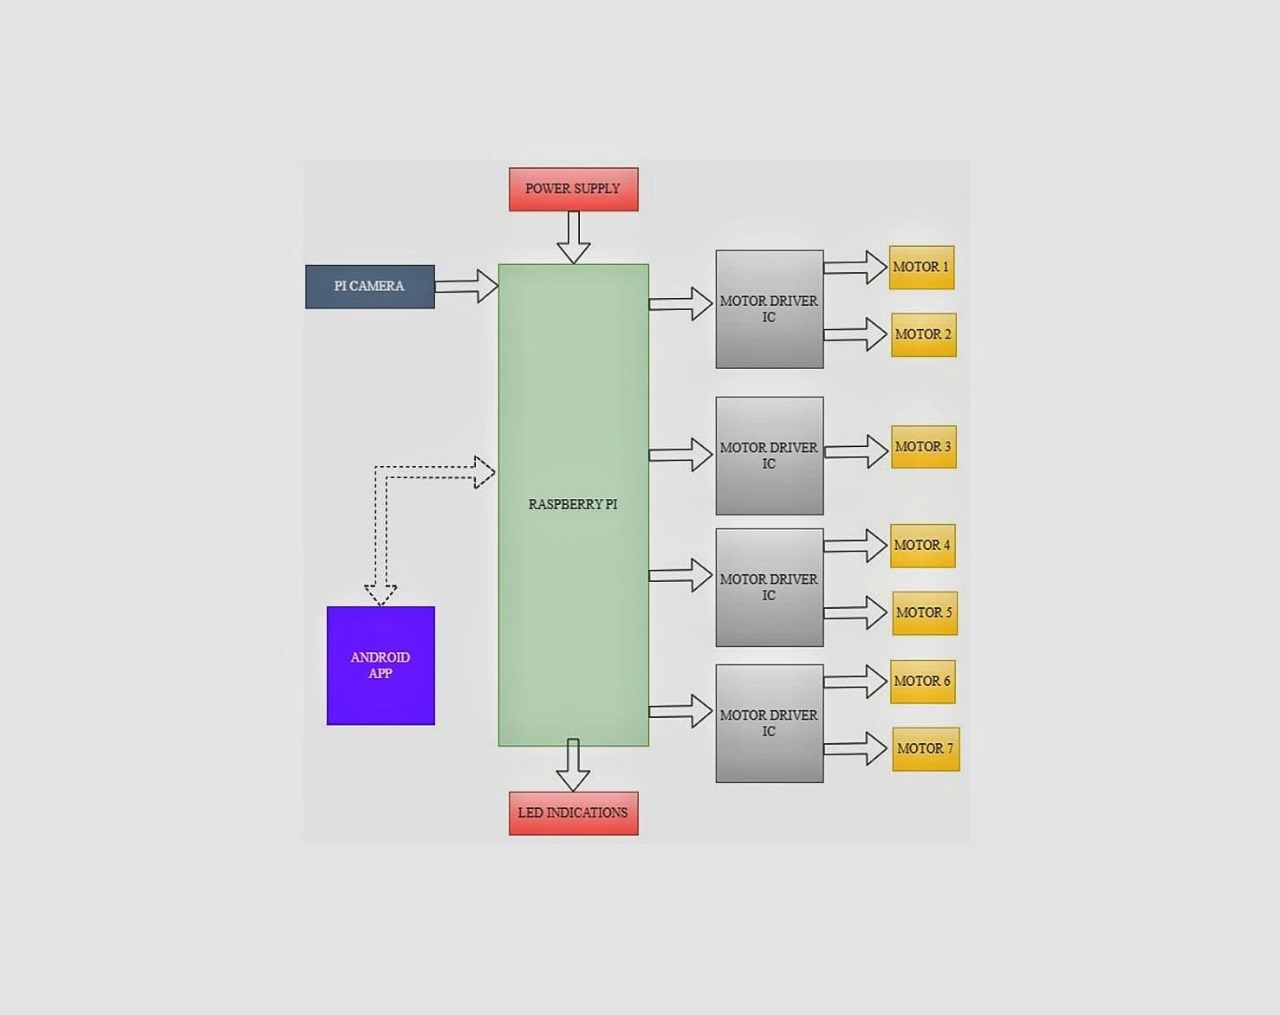 POWER SUPPLY
PI CAMERA
RASPBERRY PI
ANDROID
APP
LED INDICATIONS
MOTOR DRIVER
IC
MOTOR 1
MOTOR 2
MOTOR DRIVER
IC
MOTOR 3
MOTOR DRIVER
IC
MOTOR 4
MOTOR 5
MOTOR DRIVER
IC
MOTOR 6
MOTOR 7